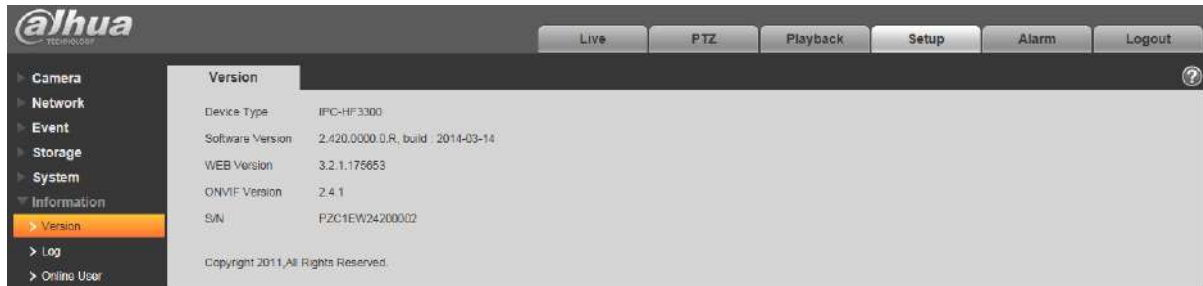 alhua
TECHNOLOGY
Live PTZ Playback Setup Alarm Logout
Camera
Network
Event
Storage
System
Information
> Version
> Log
> Online User
Version
?
Device Type IPC-HF3300
Software Version 2.420.0000.0.R, build : 2014-03-14
WEB Version 3.2.1.175653
ONVIF Version 2.4.1
S/N PZC1EW24200002
Copyright 2011,All Rights Reserved.